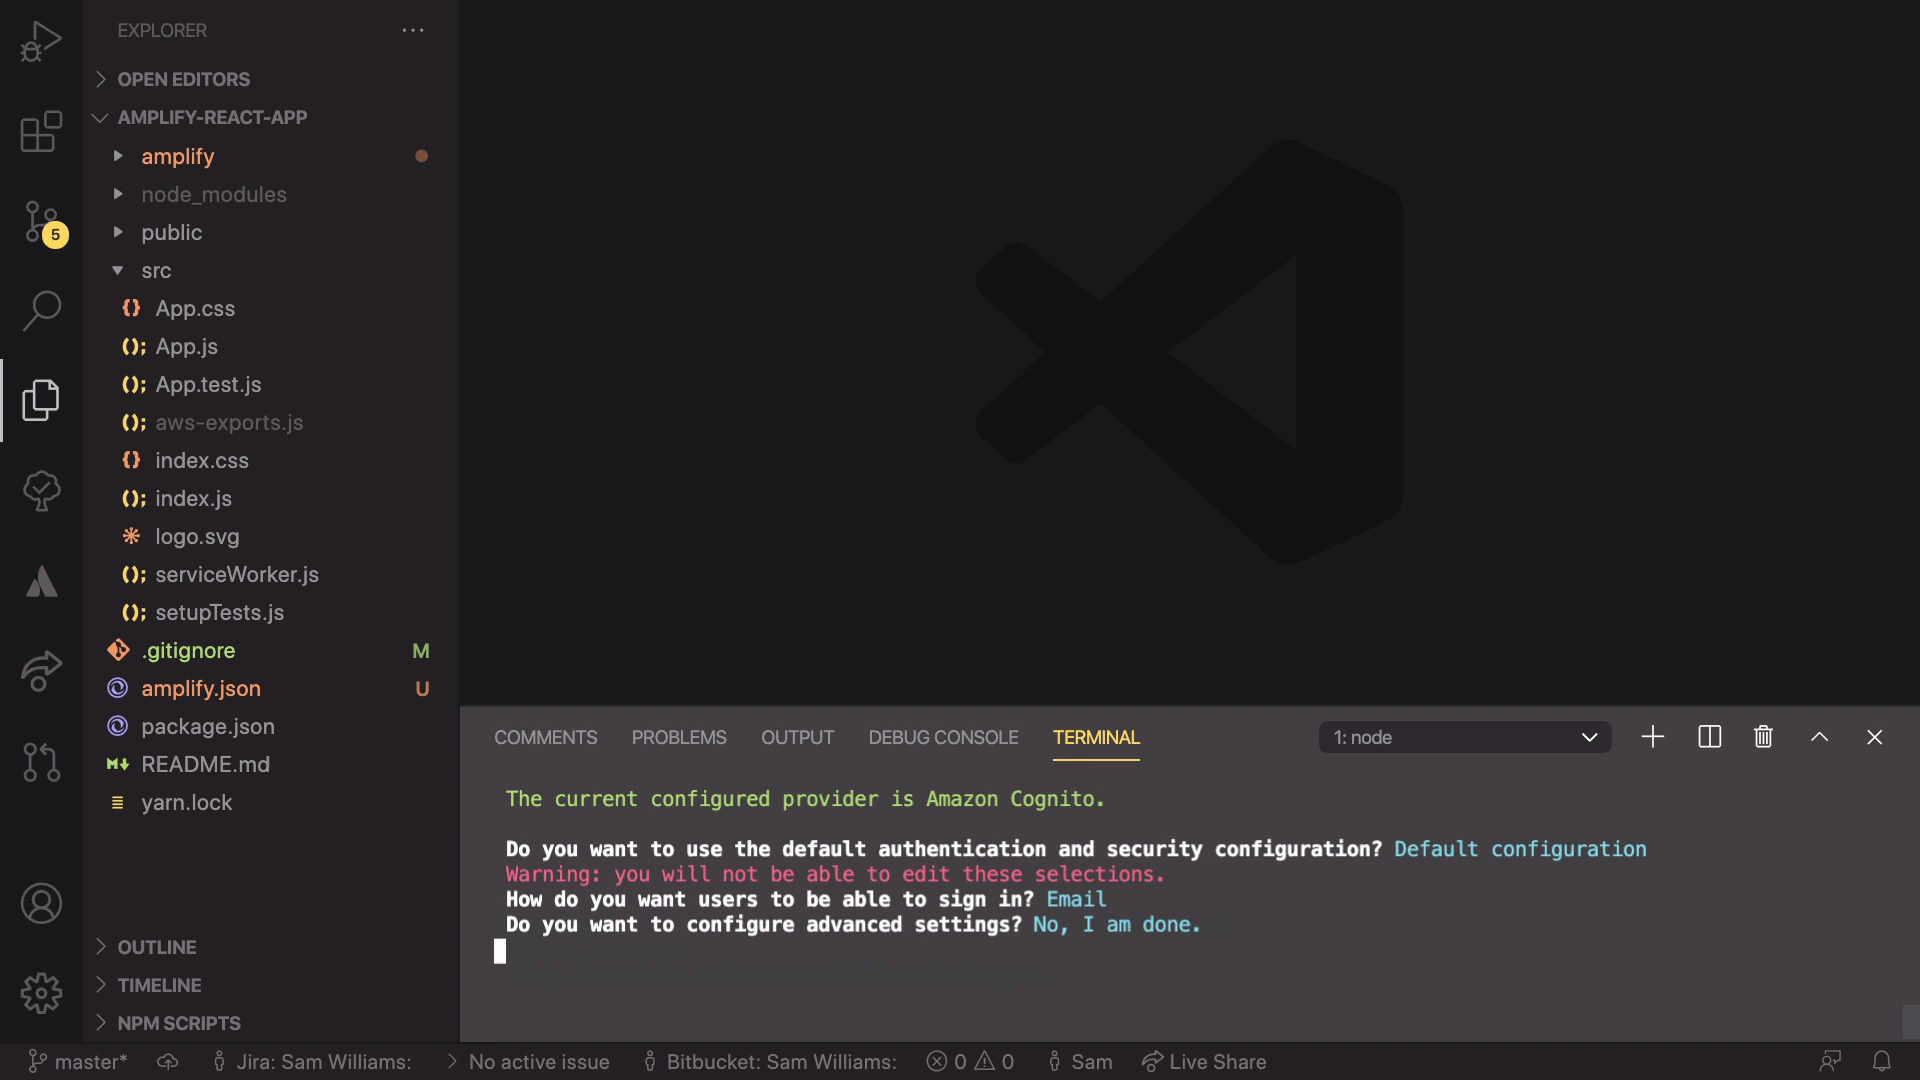 EXPLORER
OPEN EDITORS
AMPLIFY-REACT-APP
amplify
node_modules
public
5
src
App.css
App.js
App.test.js
aws-exports.js
index.css
index.js
logo.svg
serviceWorker.js
setupTests.js
.gitignore M
amplify.json U
package.json
README.md
yarn.lock
OUTLINE
TIMELINE
NPM SCRIPTS
COMMENTS PROBLEMS OUTPUT DEBUG CONSOLE TERMINAL 1: node
The current configured provider is Amazon Cognito.
Do you want to use the default authentication and security configuration? Default configuration
Warning: you will not be able to edit these selections.
How do you want users to be able to sign in? Email
Do you want to configure advanced settings? No, I am done.
master* Jira: Sam Williams: No active issue Bitbucket: Sam Williams: 0 0 Sam Live Share